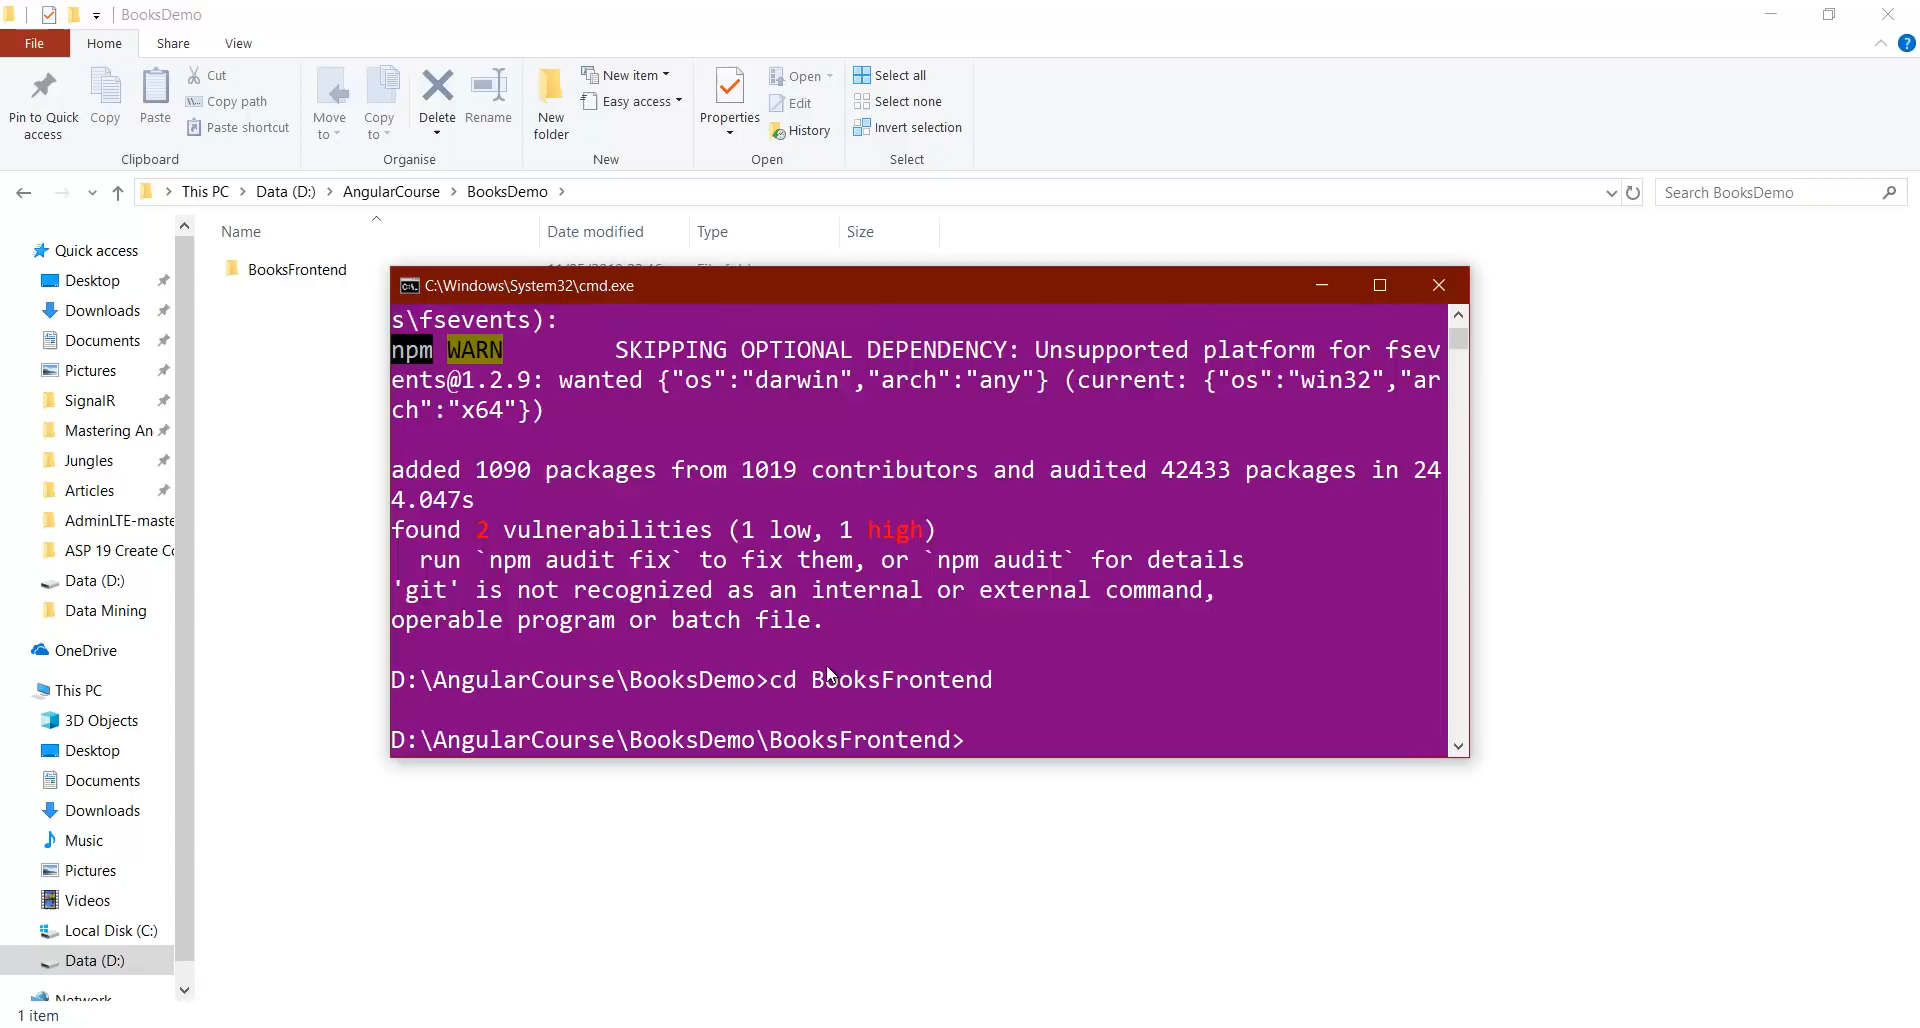 BooksDemo
File Home Share View
Pin to Quick access
Copy
Paste
Cut
Copy path
Paste shortcut
Clipboard
Move to
Copy to
Delete
Rename
Organise
New folder
New item
Easy access
New
Properties
Open
Edit
History
Open
Select all
Select none
Invert selection
Select
This PC > Data (D:) > AngularCourse > BooksDemo >
Search BooksDemo
Name Date modified Type Size
BooksFrontend
Quick access
Desktop
Downloads
Documents
Pictures
SignalR
Mastering An
Jungles
Articles
AdminLTE-maste
ASP 19 Create Co
Data (D:)
Data Mining
OneDrive
This PC
3D Objects
Desktop
Documents
Downloads
Music
Pictures
Videos
Local Disk (C:)
Data (D:)
Network
1 item
C:\Windows\System32\cmd.exe
s\fsevents):
npm WARN SKIPPING OPTIONAL DEPENDENCY: Unsupported platform for fsev
ents@1.2.9: wanted {"os":"darwin","arch":"any"} (current: {"os":"win32","ar
ch":"x64"})
added 1090 packages from 1019 contributors and audited 42433 packages in 24
4.047s
found 2 vulnerabilities (1 low, 1 high)
run `npm audit fix` to fix them, or `npm audit` for details
'git' is not recognized as an internal or external command,
operable program or batch file.
D:\AngularCourse\BooksDemo>cd BooksFrontend
D:\AngularCourse\BooksDemo\BooksFrontend>